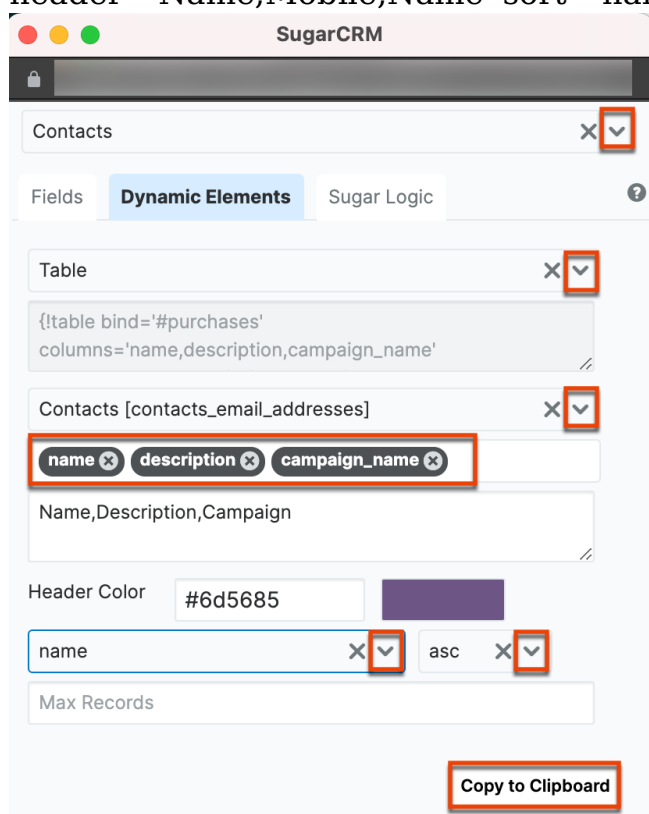 SugarCRM
Contacts
Fields Dynamic Elements Sugar Logic
Table
{!table bind='#purchases'
columns='name,description,campaign_name'
Contacts [contacts_email_addresses]
name description campaign_name
Name,Description,Campaign
Header Color #6d5685
name asc
Max Records
Copy to Clipboard